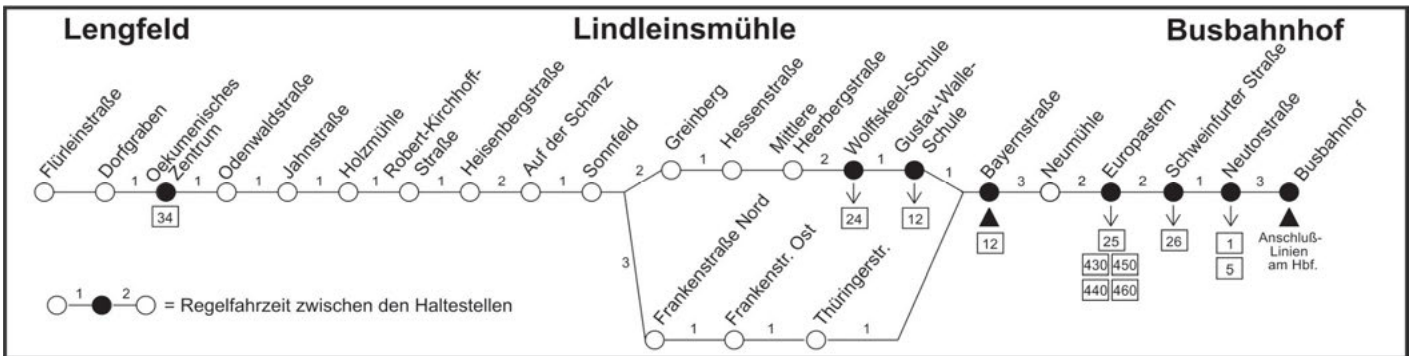 Lengfeld
Lindleinsmühle
Busbahnhof
Flürleinstraße
Dorfgraben
Oekumenisches
Zentrum
Odenwaldstraße
Jahnstraße
Holzmühle
Robert-Kirchhoff-
Straße
Heisenbergstraße
Auf der Schanz
Sonnfeld
Greinberg
Hessenstraße
Mittlere
Heerbergstraße
Wolffskeel-Schule
Gustav-Walle-
Schule
Bayernstraße
Neumühle
Europastern
Schweinfurter Straße
Neutorstraße
Busbahnhof
1 1 1 1 1 1 2 1
2 1 2 1 1
3 2 2 1 3
34
24
12
12
25
430 450
440 460
26
1
5
Anschluß-
Linien
am Hbf.
3
Frankenstraße Nord
Frankenstr. Ost
Thüringerstr.
1 1 1
1 2 = Regelfahrzeit zwischen den Haltestellen